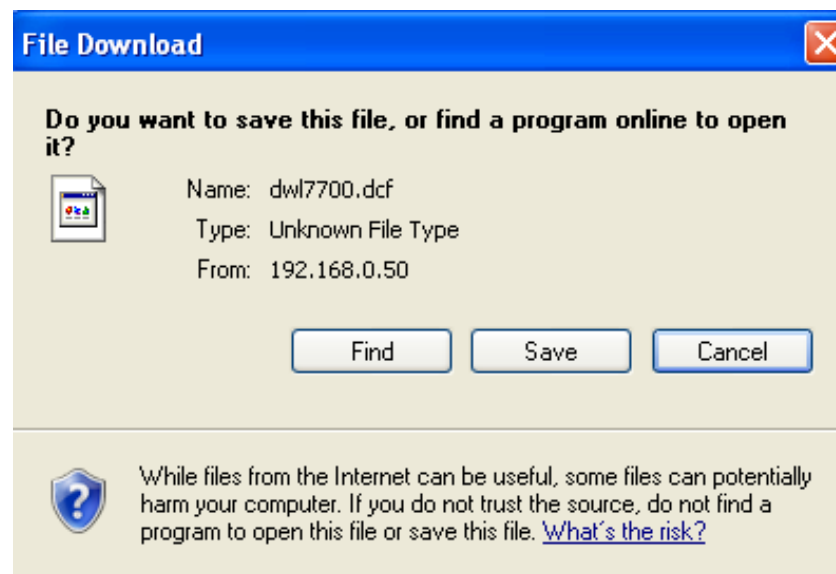 File Download
Do you want to save this file, or find a program online to open
it?
Name: dwl7700.dcf
Type: Unknown File Type
From: 192.168.0.50
Find Save Cancel
While files from the Internet can be useful, some files can potentially
harm your computer. If you do not trust the source, do not find a
program to open this file or save this file. What's the risk?